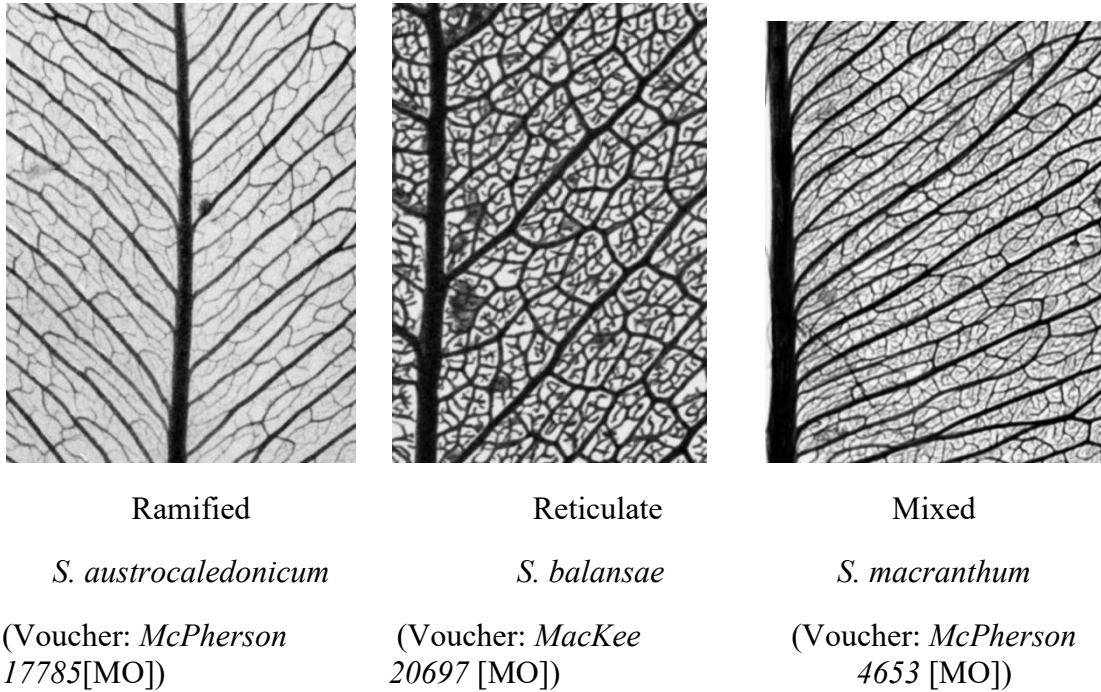 Ramified Reticulate Mixed
S. austrocaledonicum S. balansae S. macranthum
(Voucher: McPherson (Voucher: MacKee (Voucher: McPherson
17785[MO]) 20697 [MO]) 4653 [MO])